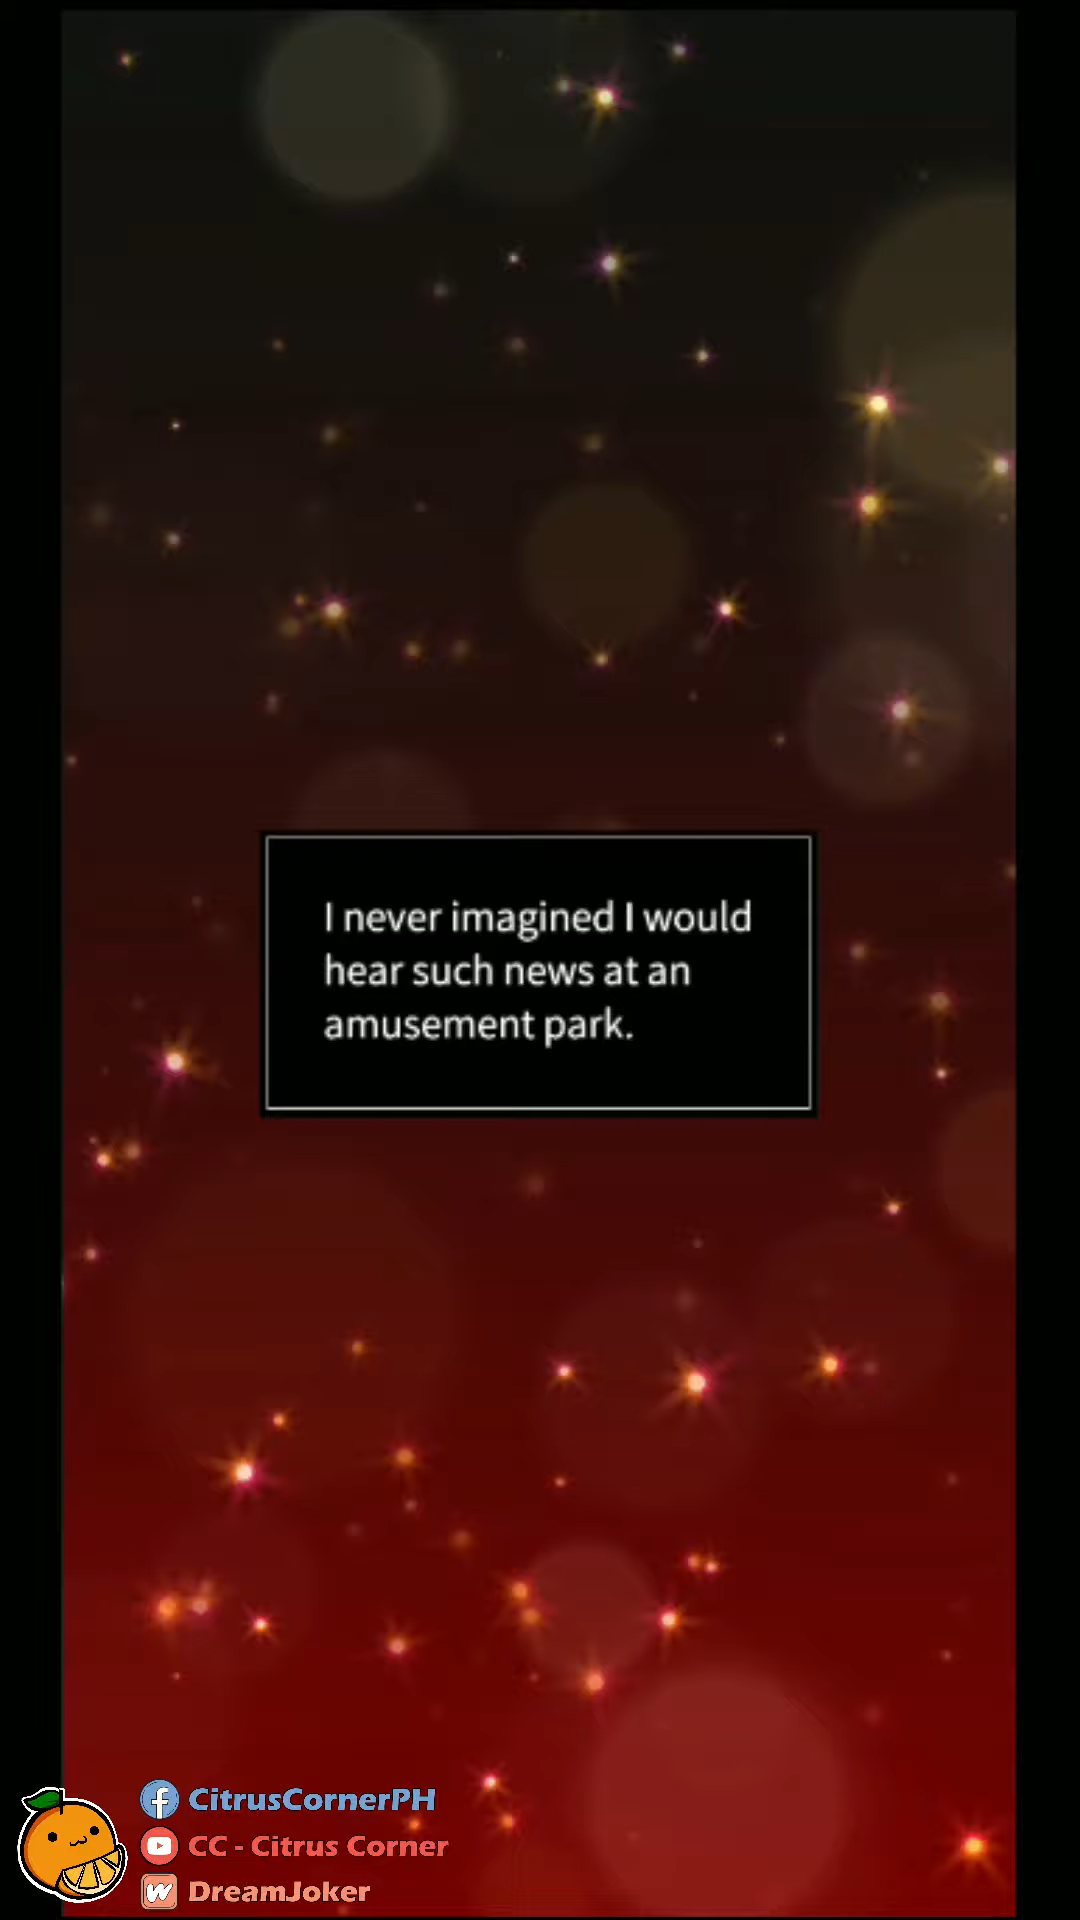 I never imagined I would
hear such news at an
amusement park.
CitrusCornerPH
CC - Citrus Corner
DreamJoker